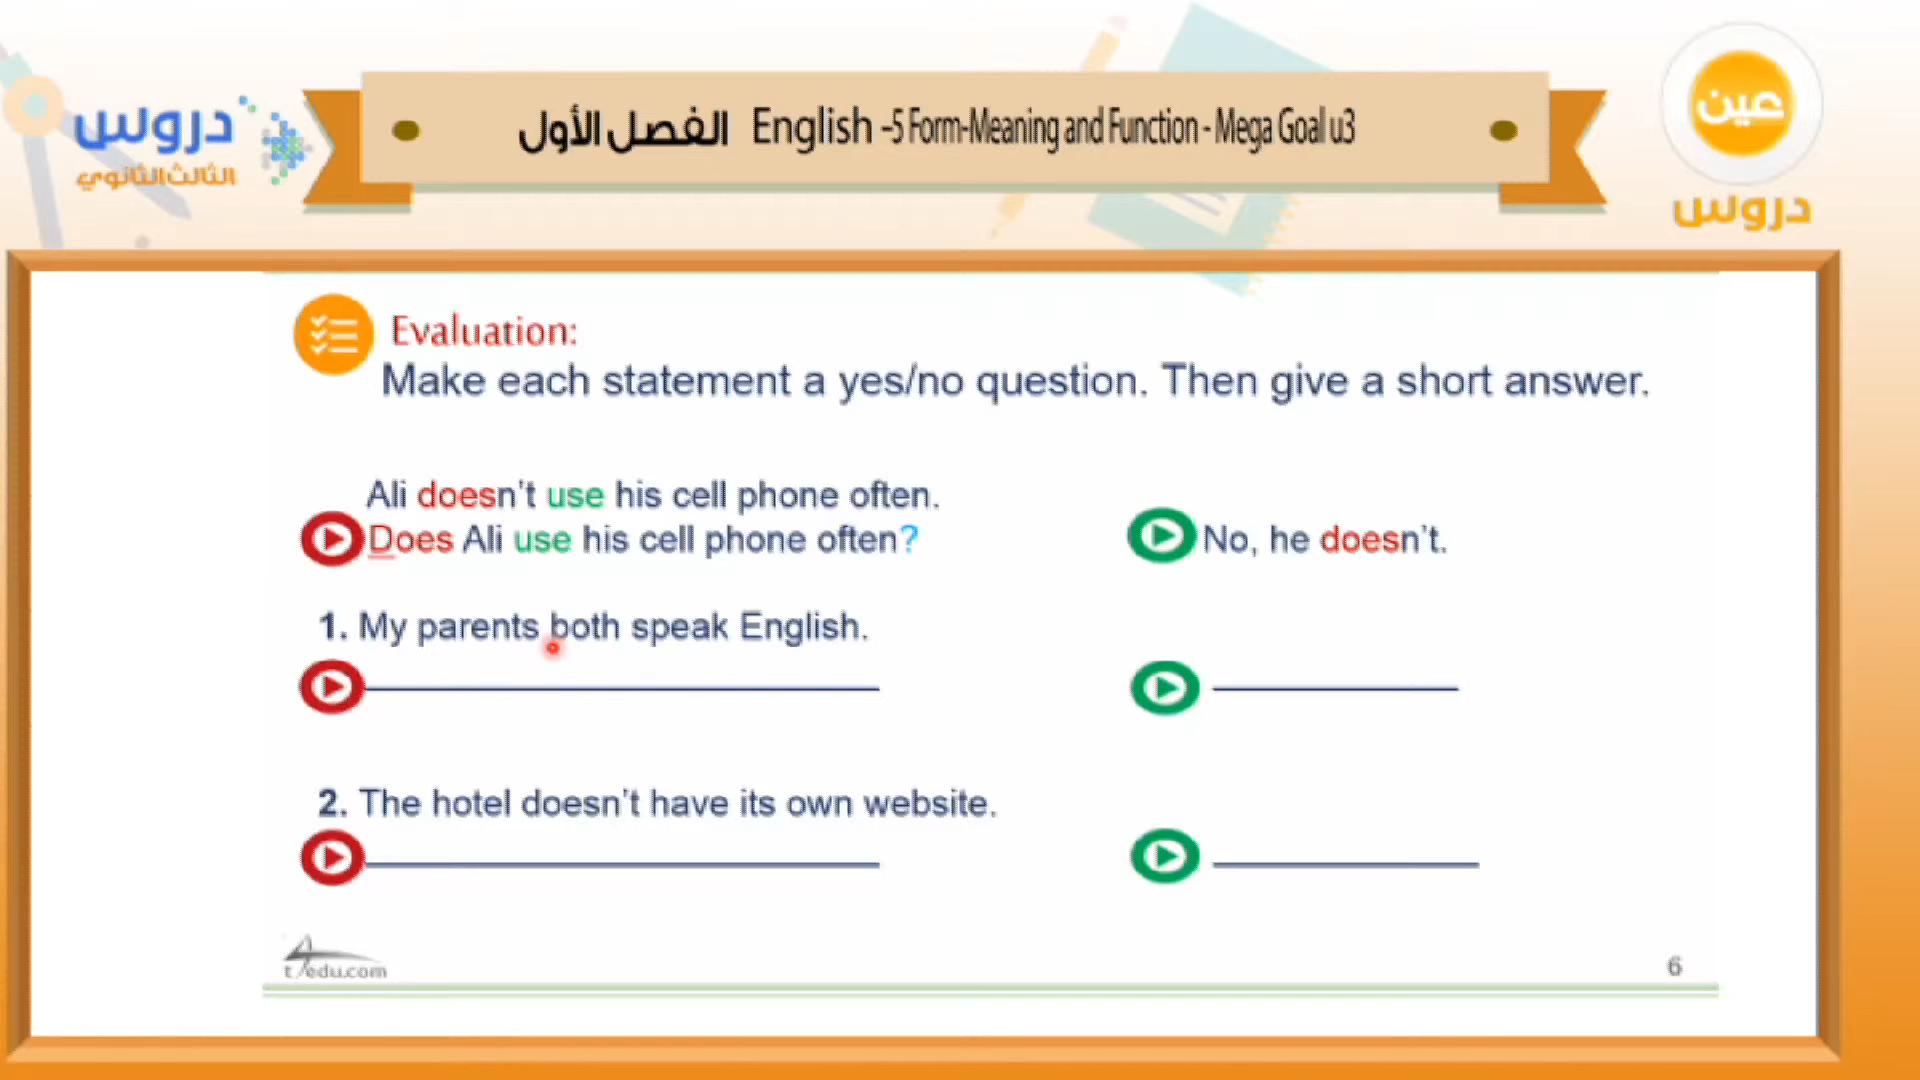 دروس
الثالث الثانوي
الفصل الأول English -5 Form-Meaning and Function - Mega Goal u3
عين
دروس
Evaluation:
Make each statement a yes/no question. Then give a short answer.
Ali doesn't use his cell phone often.
Does Ali use his cell phone often?
No, he doesn't.
1. My parents both speak English.
2. The hotel doesn't have its own website.
t4edu.com
6